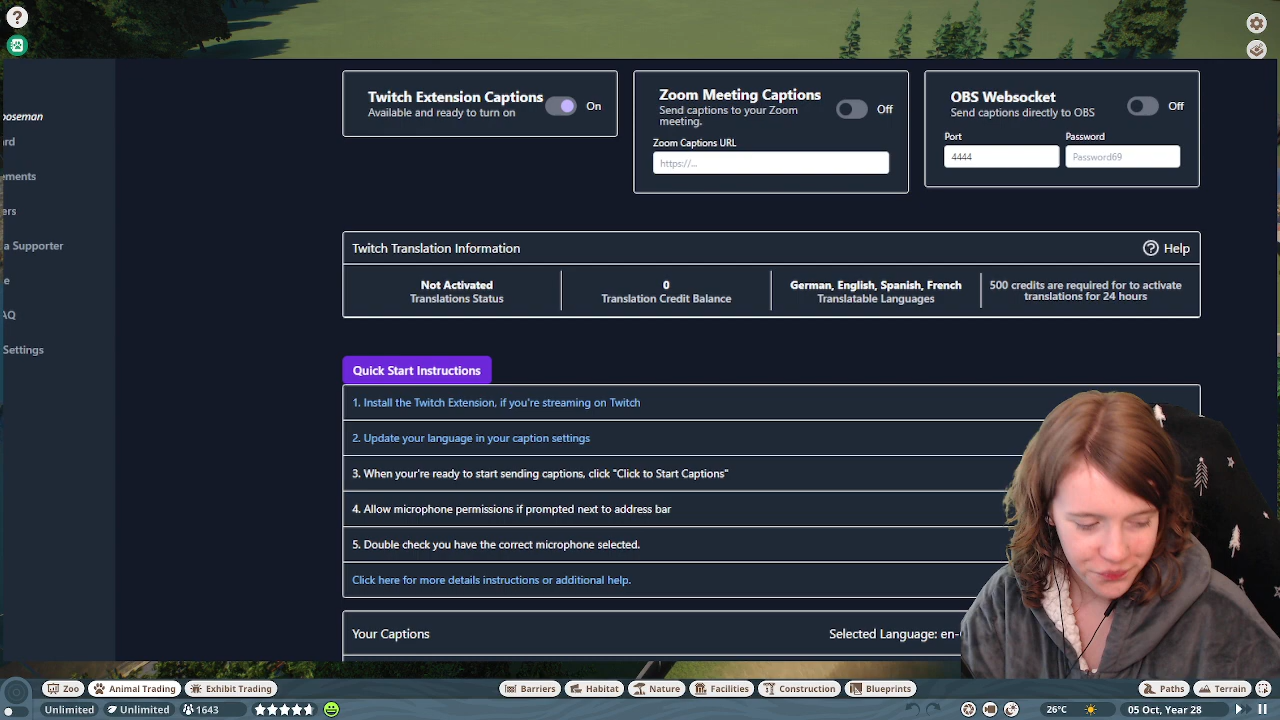 ooseman
rd
ements
ers
a Supporter
e
AQ
Settings
Twitch Extension Captions
Available and ready to turn on
On
Zoom Meeting Captions
Send captions to your Zoom
meeting.
Off
Zoom Captions URL
https://...
OBS Websocket
Send captions directly to OBS
Off
Port
Password
4444
Password69
Twitch Translation Information
Help
Not Activated
Translations Status
0
Translation Credit Balance
German, English, Spanish, French
Translatable Languages
500 credits are required for to activate
translations for 24 hours
Quick Start Instructions
1. Install the Twitch Extension, if you're streaming on Twitch
2. Update your language in your caption settings
3. When your're ready to start sending captions, click "Click to Start Captions"
4. Allow microphone permissions if prompted next to address bar
5. Double check you have the correct microphone selected.
Click here for more details instructions or additional help.
Your Captions
Selected Language: en-
Zoo
Animal Trading
Exhibit Trading
Barriers
Habitat
Nature
Facilities
Construction
Blueprints
Paths
Terrain
Unlimited
Unlimited
1643
26°C
05 Oct, Year 28